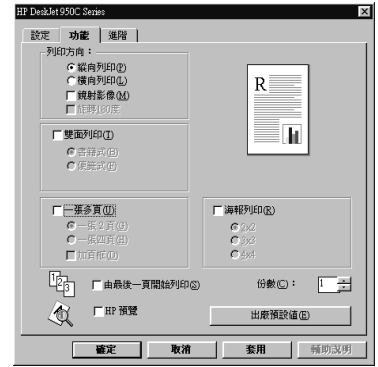 HP DeskJet 950C Series
設定 功能 進階
列印方向：
縱向列印(P)
橫向列印(L)
鏡射影像(M)
旋轉180度
雙面列印(I)
書籍式(B)
便箋式(F)
一張多頁(U)
一張2頁(G)
一張四頁(H)
加頁框(D)
海報列印(R)
2x2
3x3
4x4
R
1 2 3
由最後一頁開始列印(S)
份數(C)： 1
HP 預覽
出廠預設值(E)
確定 取消 套用 輔助說明